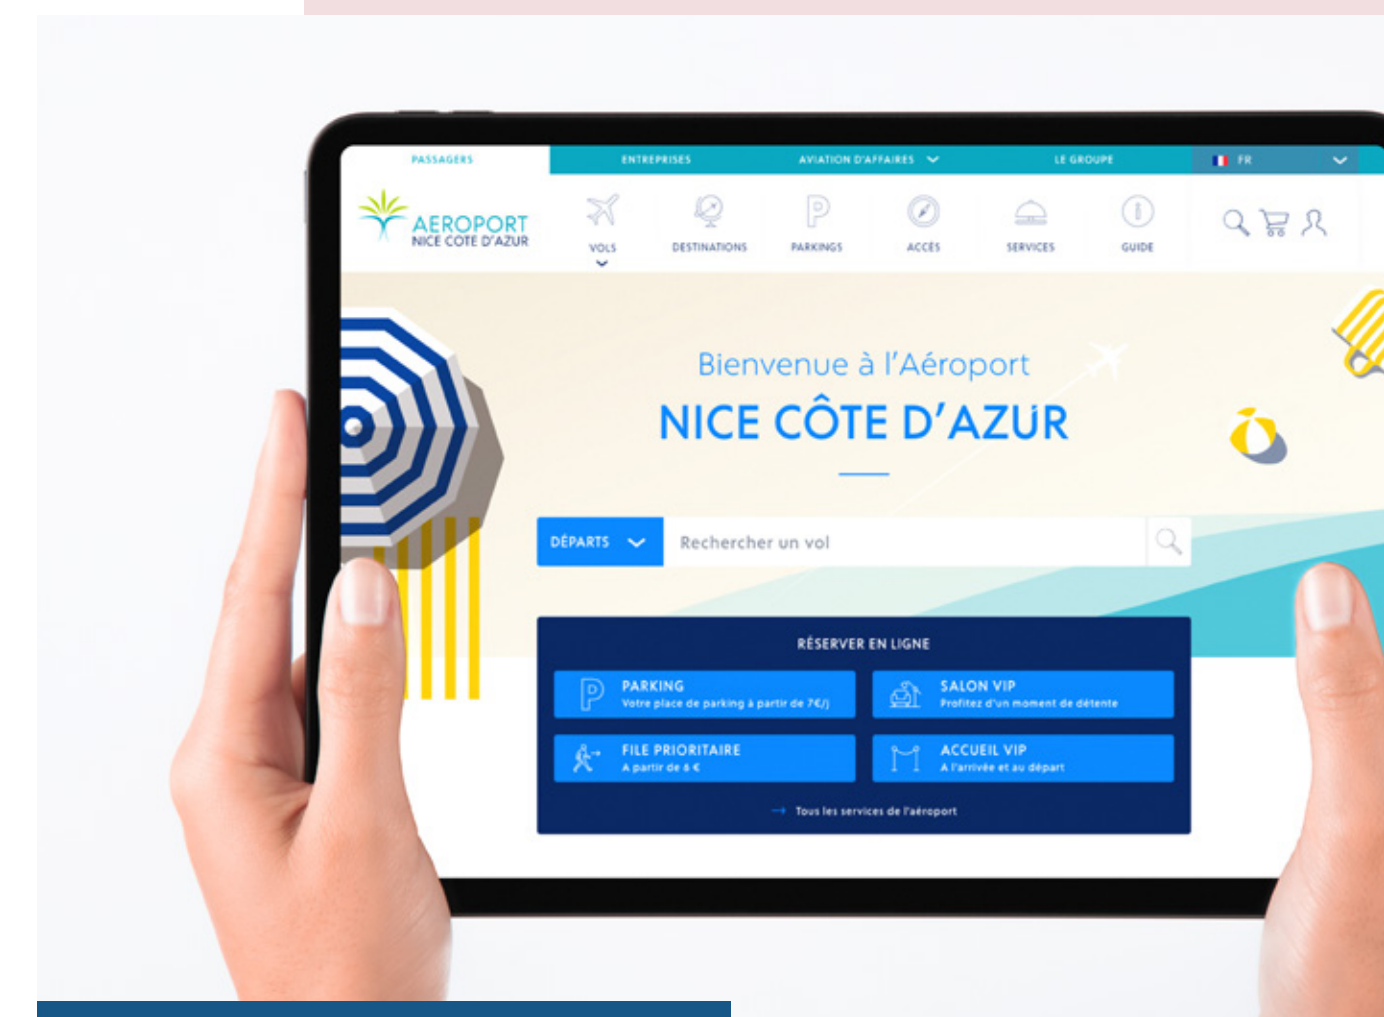 PASSAGERS
ENTREPRISES
AVIATION D'AFFAIRES
LE GROUPE
FR
AEROPORT
NICE COTE D'AZUR
VOLS
DESTINATIONS
PARKINGS
ACCÈS
SERVICES
GUIDE
Bienvenue à l'Aéroport
NICE CÔTE D'AZUR
DÉPARTS
Rechercher un vol
RÉSERVER EN LIGNE
PARKING
Votre place de parking à partir de 7€/j
SALON VIP
Profitez d'un moment de détente
FILE PRIORITAIRE
A partir de 6 €
ACCUEIL VIP
A l'arrivée et au départ
→ Tous les services de l'aéroport